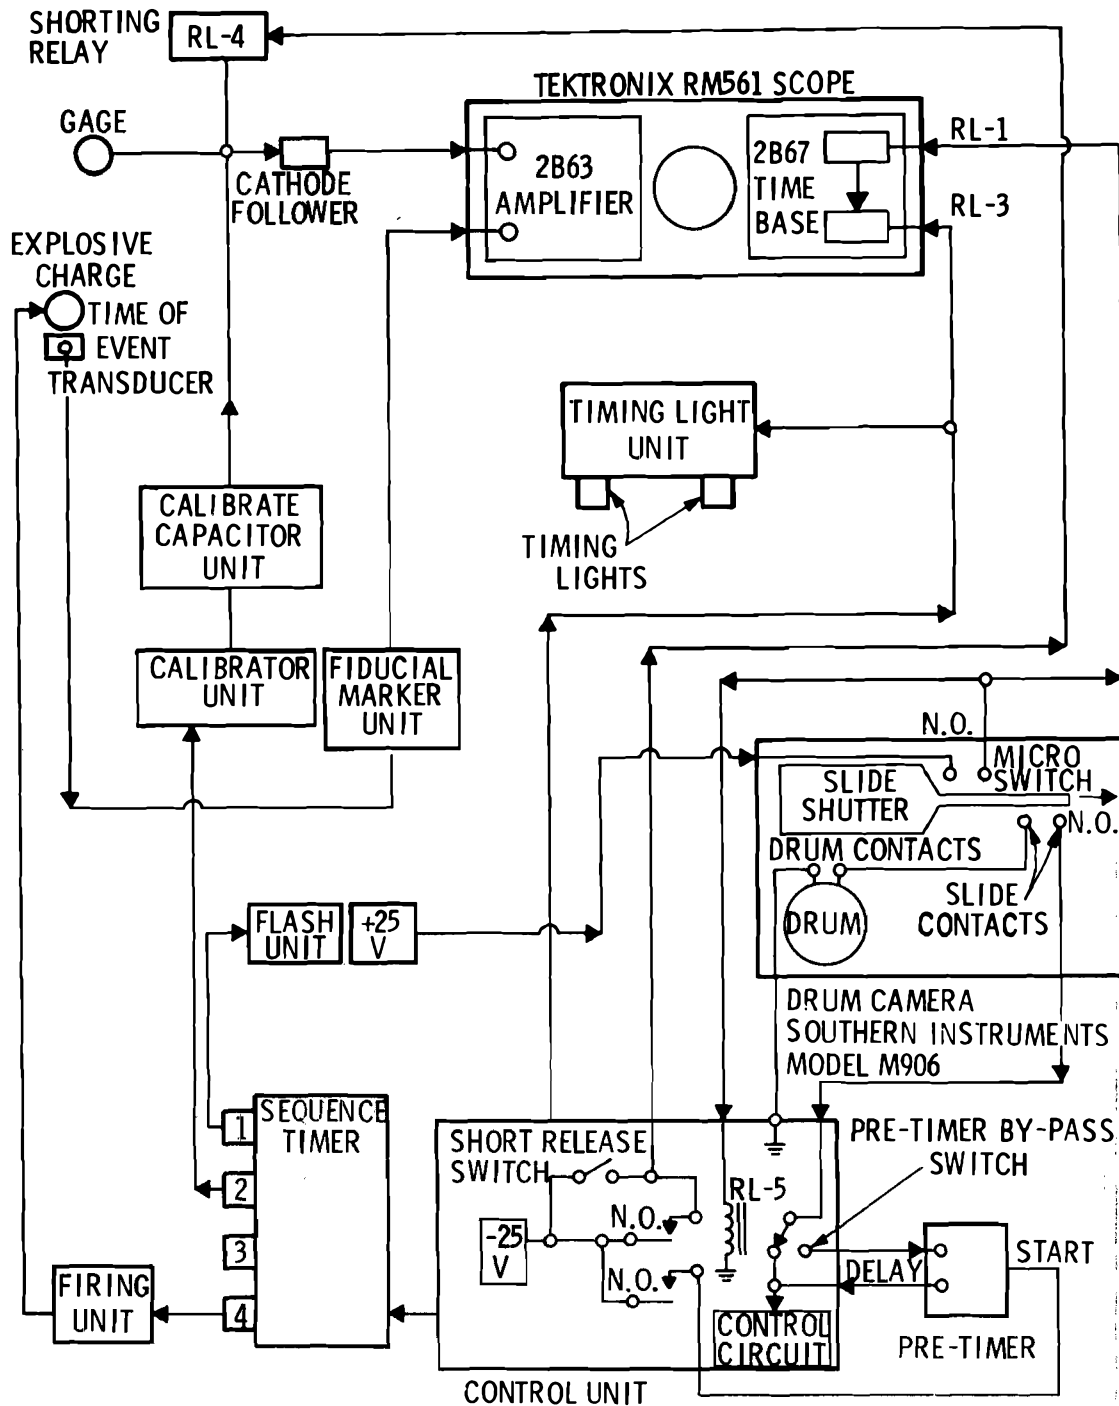 SHORTING
RELAY
RL-4
TEKTRONIX RM561 SCOPE
GAGE
CATHODE
FOLLOWER
2B63
AMPLIFIER
2B67
TIME
BASE
RL-1
RL-3
EXPLOSIVE
CHARGE
TIME OF
EVENT
TRANSDUCER
TIMING LIGHT
UNIT
TIMING
LIGHTS
CALIBRATE
CAPACITOR
UNIT
CALIBRATOR
UNIT
FIDUCIAL
MARKER
UNIT
N.O.
MICRO
SWITCH
SLIDE
SHUTTER
N.O.
DRUM CONTACTS
SLIDE
CONTACTS
DRUM
FLASH
UNIT
+25
V
DRUM CAMERA
SOUTHERN INSTRUMENTS
MODEL M906
SEQUENCE
TIMER
1
2
3
4
FIRING
UNIT
SHORT RELEASE
SWITCH
RL-5
N.O.
N.O.
-25
V
PRE-TIMER BY-PASS
SWITCH
DELAY
START
CONTROL
CIRCUIT
PRE-TIMER
CONTROL UNIT